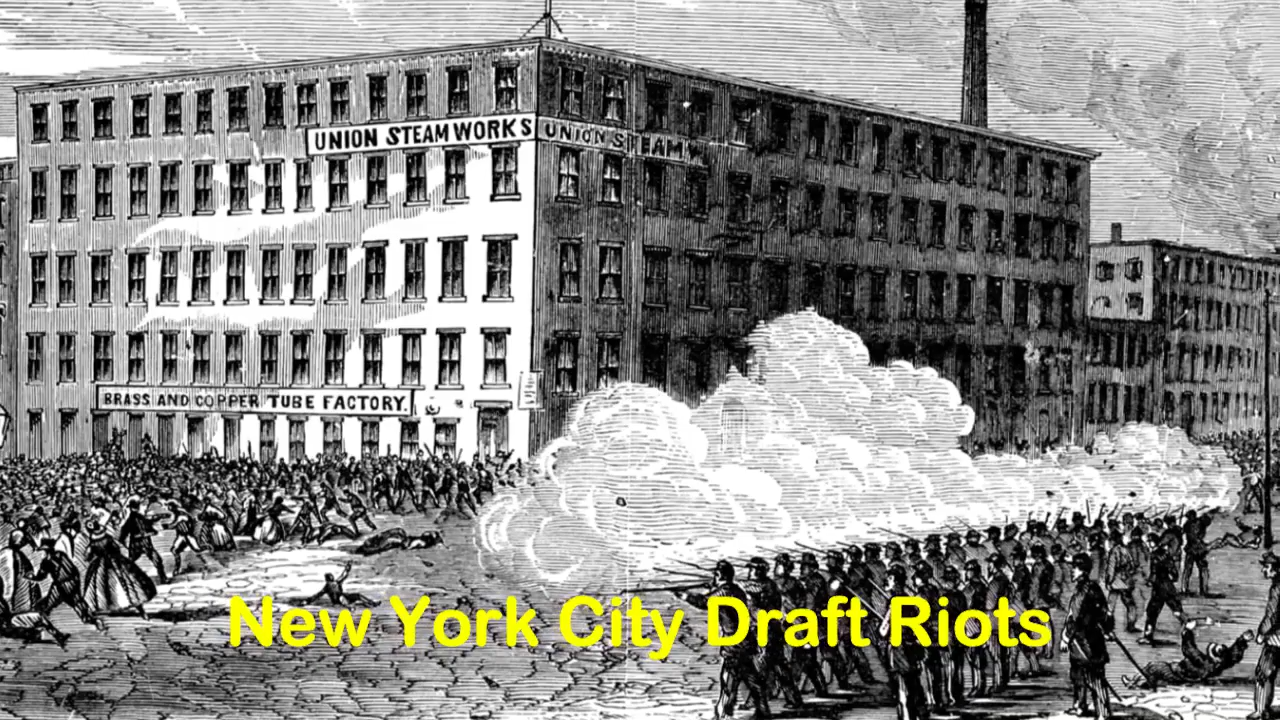 UNION STEAM WORKS
UNION STEAM
BRASS AND COPPER TUBE FACTORY.
New York City Draft Riots